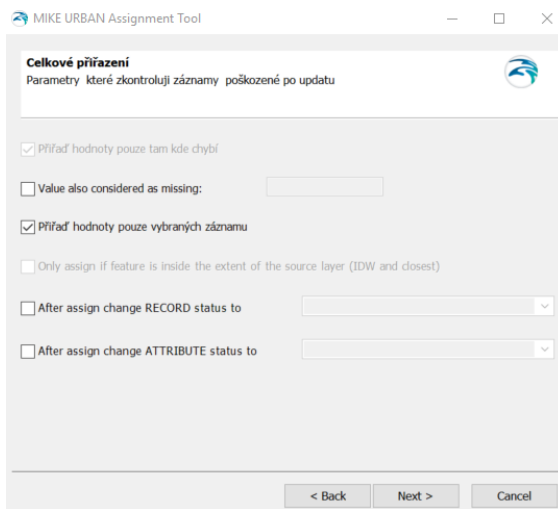 MIKE URBAN Assignment Tool
Celkové přiřazení
Parametry které zkontroluji záznamy poškozené po updatu
Přiřaď hodnoty pouze tam kde chybí
Value also considered as missing:
Přiřaď hodnoty pouze vybraných záznamu
Only assign if feature is inside the extent of the source layer (IDW and closest)
After assign change RECORD status to
After assign change ATTRIBUTE status to
< Back Next > Cancel